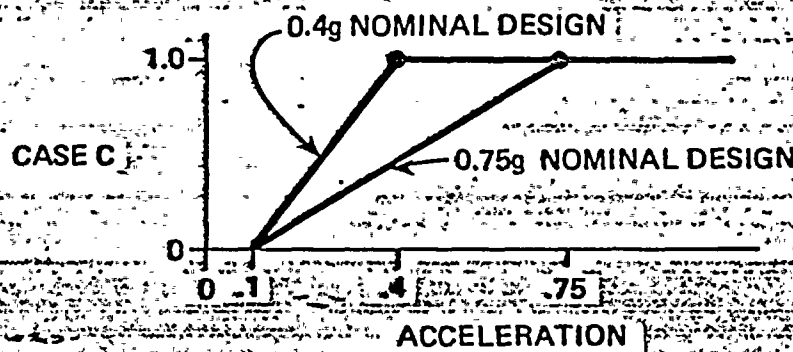 0.4g NOMINAL DESIGN
1.0
CASE C
0.75g NOMINAL DESIGN
0
0 .1 .4 .75
ACCELERATION